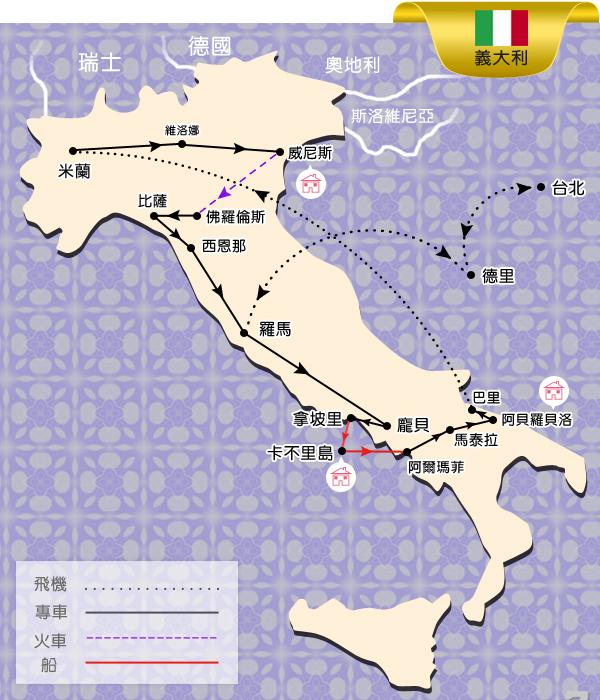 義大利
瑞士
德國
奧地利
斯洛維尼亞
維洛娜
米蘭
威尼斯
比薩
佛羅倫斯
西恩那
台北
德里
羅馬
巴里
拿坡里
龐貝
阿貝羅貝洛
馬泰拉
卡不里島
阿爾瑪菲
飛機
專車
火車
船